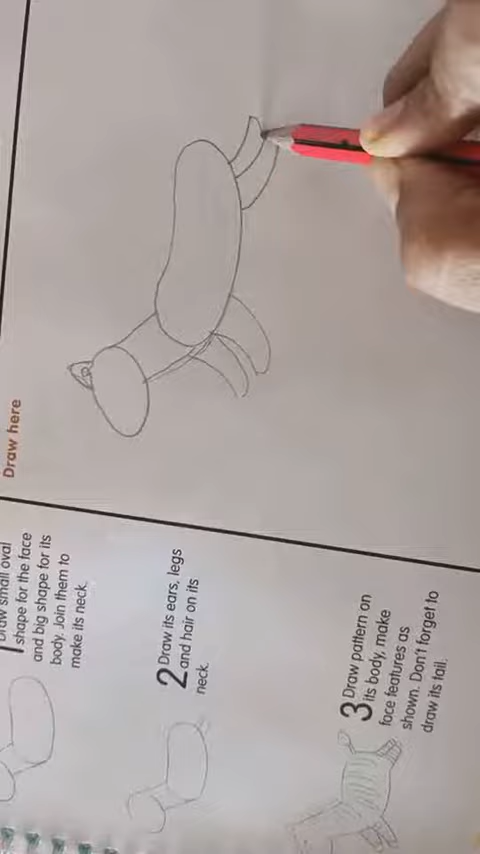 Draw here
1 Draw small oval
shape for the face
and big shape for its
body. Join them to
make its neck.
2 Draw its ears, legs
and hair on its
neck.
3 Draw pattern on
its body, make
face features as
shown. Don't forget to
draw its tail.